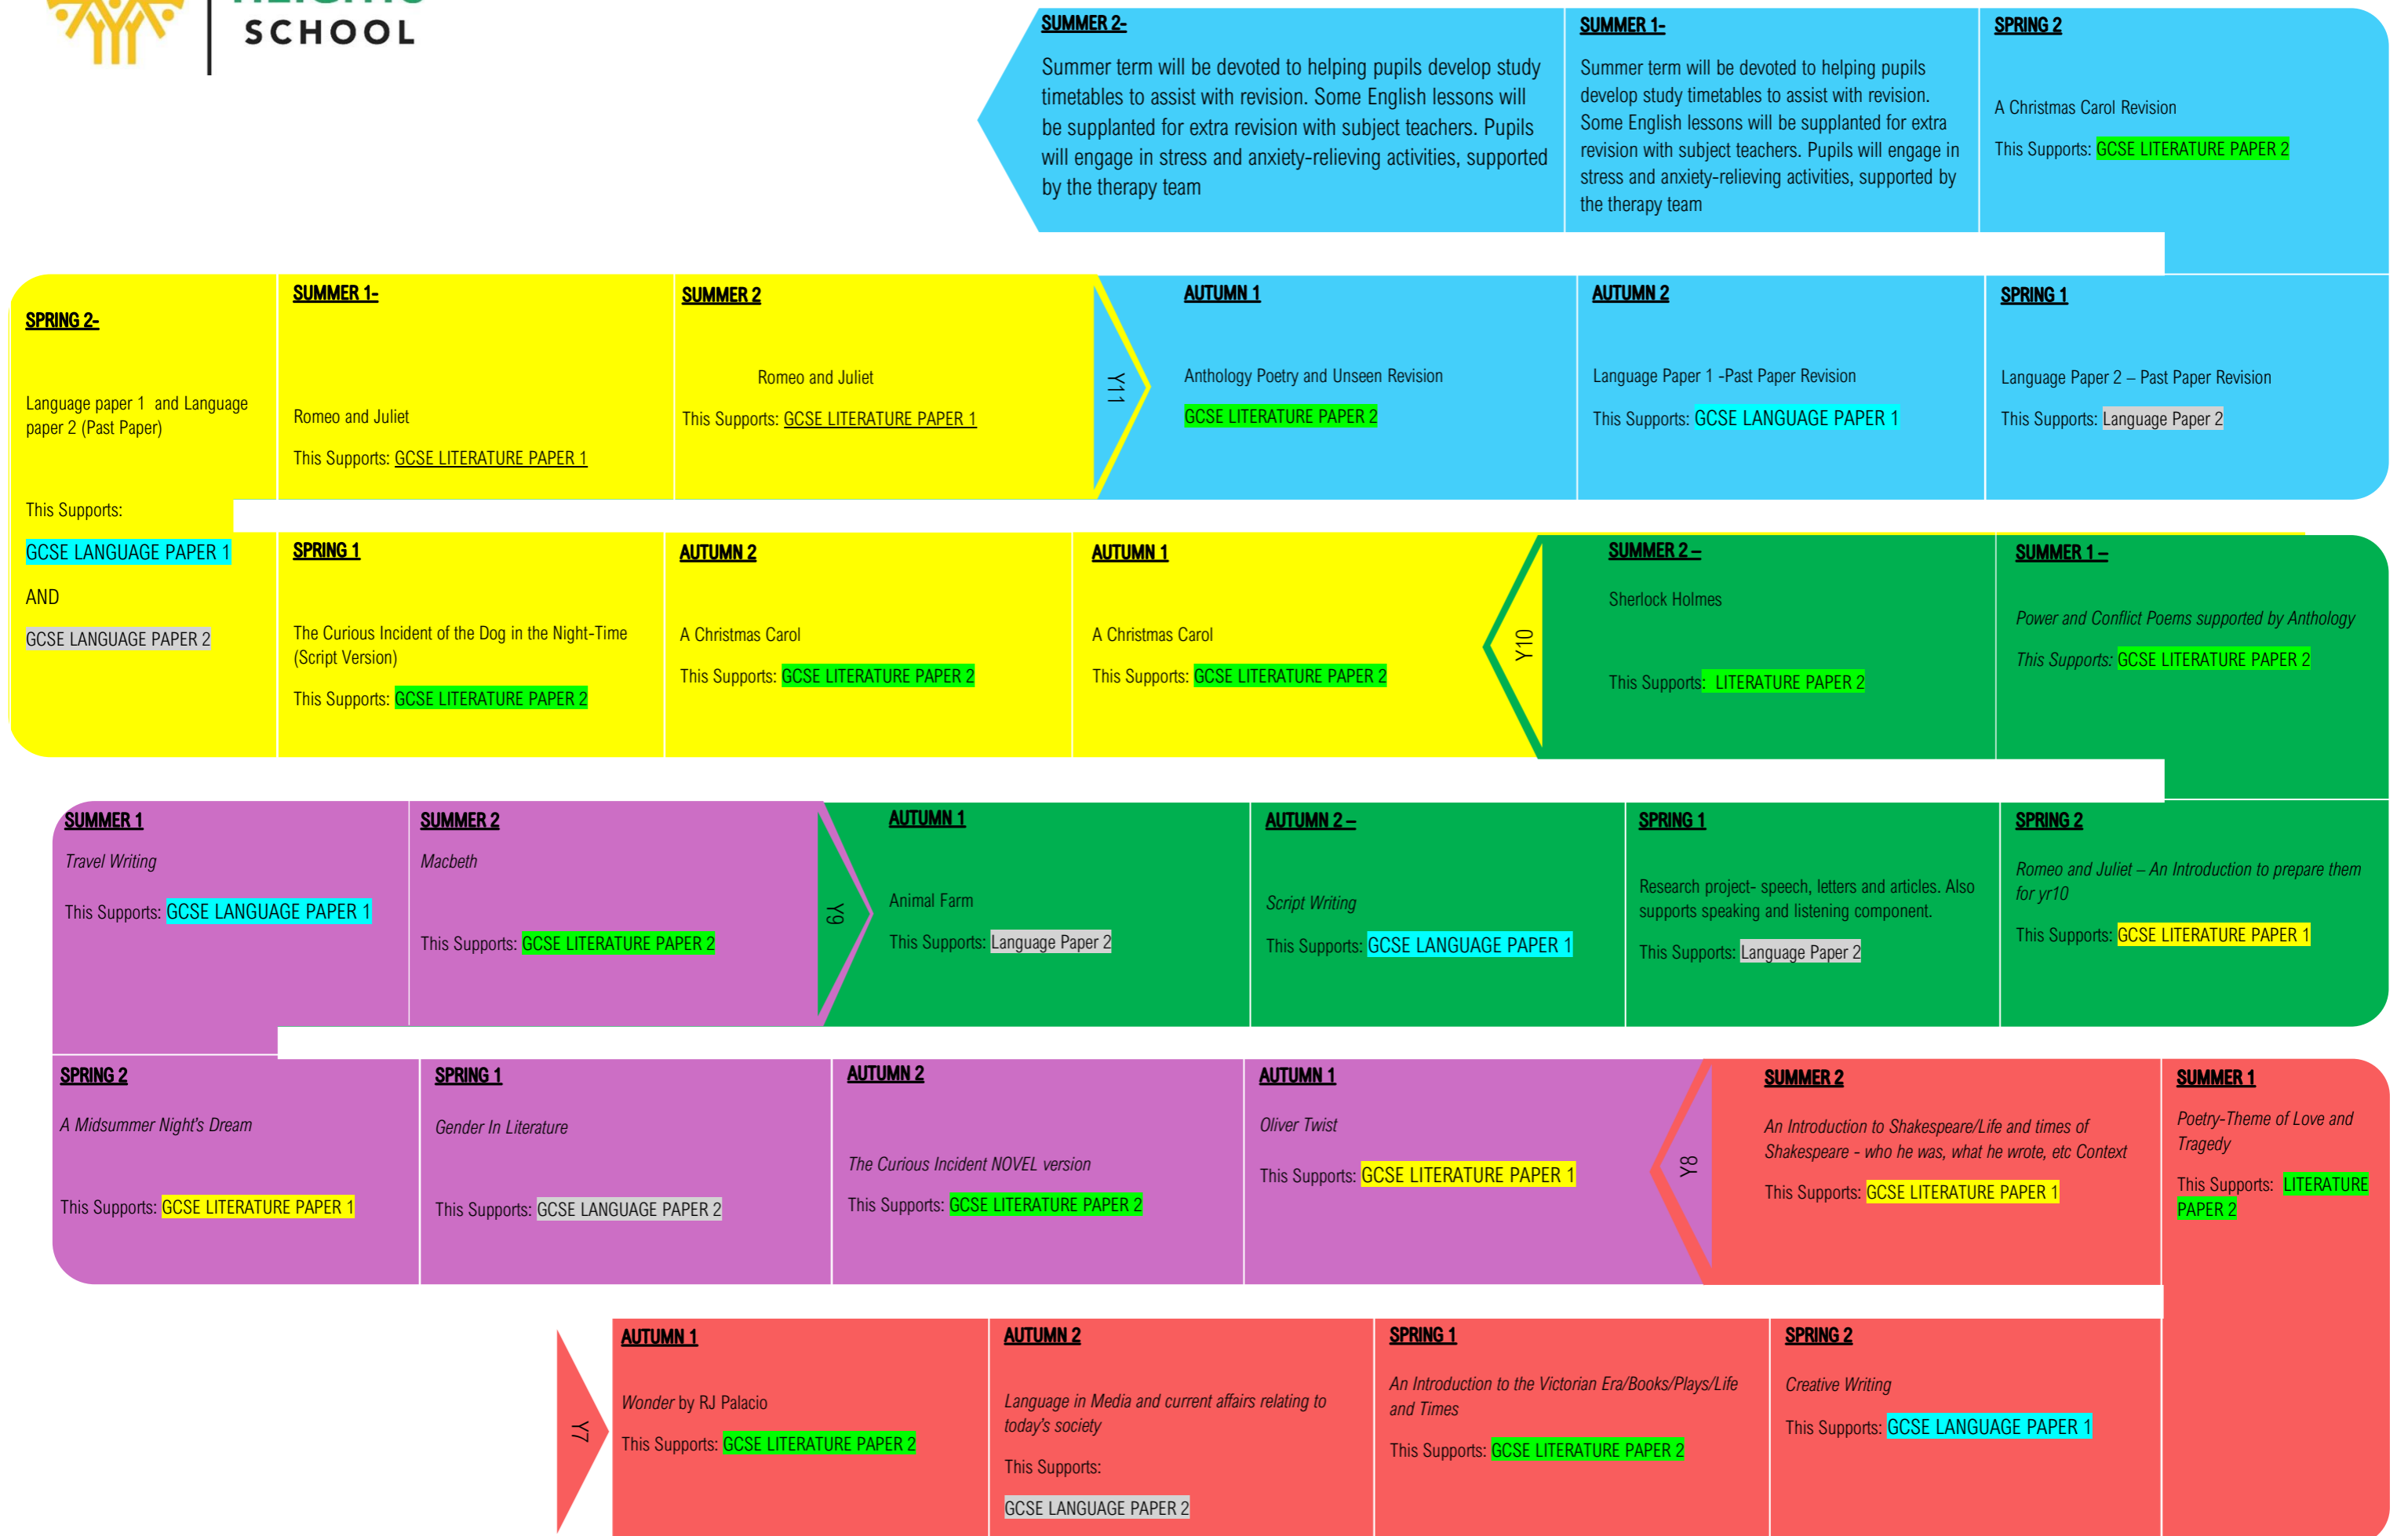 SCHOOL
SUMMER 2-
Summer term will be devoted to helping pupils develop study
timetables to assist with revision. Some English lessons will
be supplanted for extra revision with subject teachers. Pupils
will engage in stress and anxiety-relieving activities, supported
by the therapy team
SUMMER 1-
Summer term will be devoted to helping pupils
develop study timetables to assist with revision.
Some English lessons will be supplanted for extra
revision with subject teachers. Pupils will engage in
stress and anxiety-relieving activities, supported by
the therapy team
SPRING 2
A Christmas Carol Revision
This Supports: GCSE LITERATURE PAPER 2
SPRING 2-
Language paper 1 and Language
paper 2 (Past Paper)
This Supports:
GCSE LANGUAGE PAPER 1
AND
GCSE LANGUAGE PAPER 2
SUMMER 1-
Romeo and Juliet
This Supports: GCSE LITERATURE PAPER 1
SUMMER 2
Romeo and Juliet
This Supports: GCSE LITERATURE PAPER 1
Y11
AUTUMN 1
Anthology Poetry and Unseen Revision
GCSE LITERATURE PAPER 2
AUTUMN 2
Language Paper 1 -Past Paper Revision
This Supports: GCSE LANGUAGE PAPER 1
SPRING 1
Language Paper 2 – Past Paper Revision
This Supports: Language Paper 2
SPRING 1
The Curious Incident of the Dog in the Night-Time
(Script Version)
This Supports: GCSE LITERATURE PAPER 2
AUTUMN 2
A Christmas Carol
This Supports: GCSE LITERATURE PAPER 2
AUTUMN 1
A Christmas Carol
This Supports: GCSE LITERATURE PAPER 2
Y10
SUMMER 2 –
Sherlock Holmes
This Supports: LITERATURE PAPER 2
SUMMER 1 –
Power and Conflict Poems supported by Anthology
This Supports: GCSE LITERATURE PAPER 2
SUMMER 1
Travel Writing
This Supports: GCSE LANGUAGE PAPER 1
SUMMER 2
Macbeth
This Supports: GCSE LITERATURE PAPER 2
Y9
AUTUMN 1
Animal Farm
This Supports: Language Paper 2
AUTUMN 2 –
Script Writing
This Supports: GCSE LANGUAGE PAPER 1
SPRING 1
Research project- speech, letters and articles. Also
supports speaking and listening component.
This Supports: Language Paper 2
SPRING 2
Romeo and Juliet – An Introduction to prepare them
for yr10
This Supports: GCSE LITERATURE PAPER 1
SPRING 2
A Midsummer Night's Dream
This Supports: GCSE LITERATURE PAPER 1
SPRING 1
Gender In Literature
This Supports: GCSE LANGUAGE PAPER 2
AUTUMN 2
The Curious Incident NOVEL version
This Supports: GCSE LITERATURE PAPER 2
AUTUMN 1
Oliver Twist
This Supports: GCSE LITERATURE PAPER 1
Y8
SUMMER 2
An Introduction to Shakespeare/Life and times of
Shakespeare - who he was, what he wrote, etc Context
This Supports: GCSE LITERATURE PAPER 1
SUMMER 1
Poetry-Theme of Love and
Tragedy
This Supports: LITERATURE
PAPER 2
Y7
AUTUMN 1
Wonder by RJ Palacio
This Supports: GCSE LITERATURE PAPER 2
AUTUMN 2
Language in Media and current affairs relating to
today's society
This Supports:
GCSE LANGUAGE PAPER 2
SPRING 1
An Introduction to the Victorian Era/Books/Plays/Life
and Times
This Supports: GCSE LITERATURE PAPER 2
SPRING 2
Creative Writing
This Supports: GCSE LANGUAGE PAPER 1